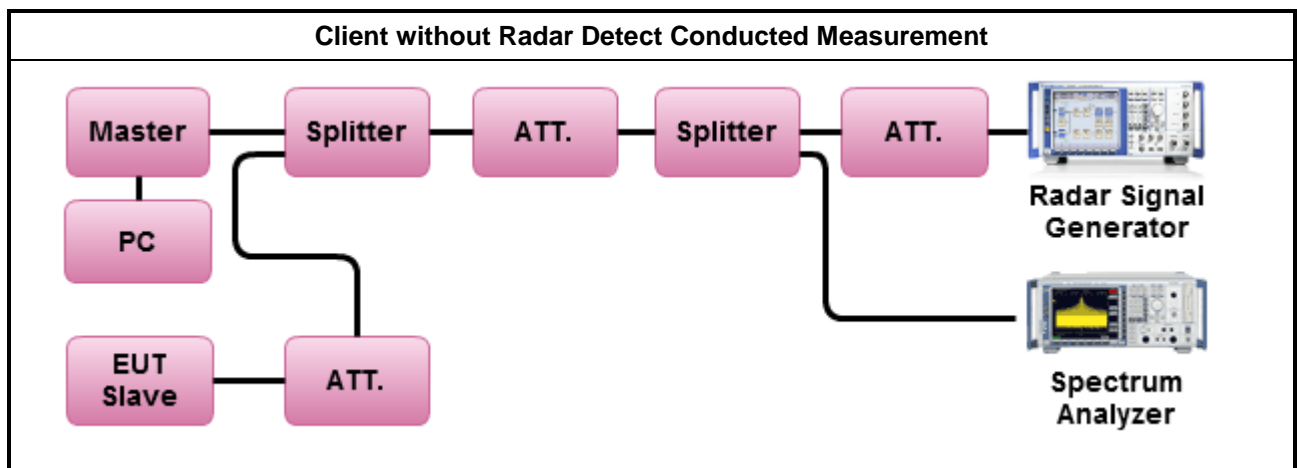 Client without Radar Detect Conducted Measurement
Master
Splitter
ATT.
Splitter
ATT.
Radar Signal
Generator
PC
EUT
Slave
ATT.
Spectrum
Analyzer